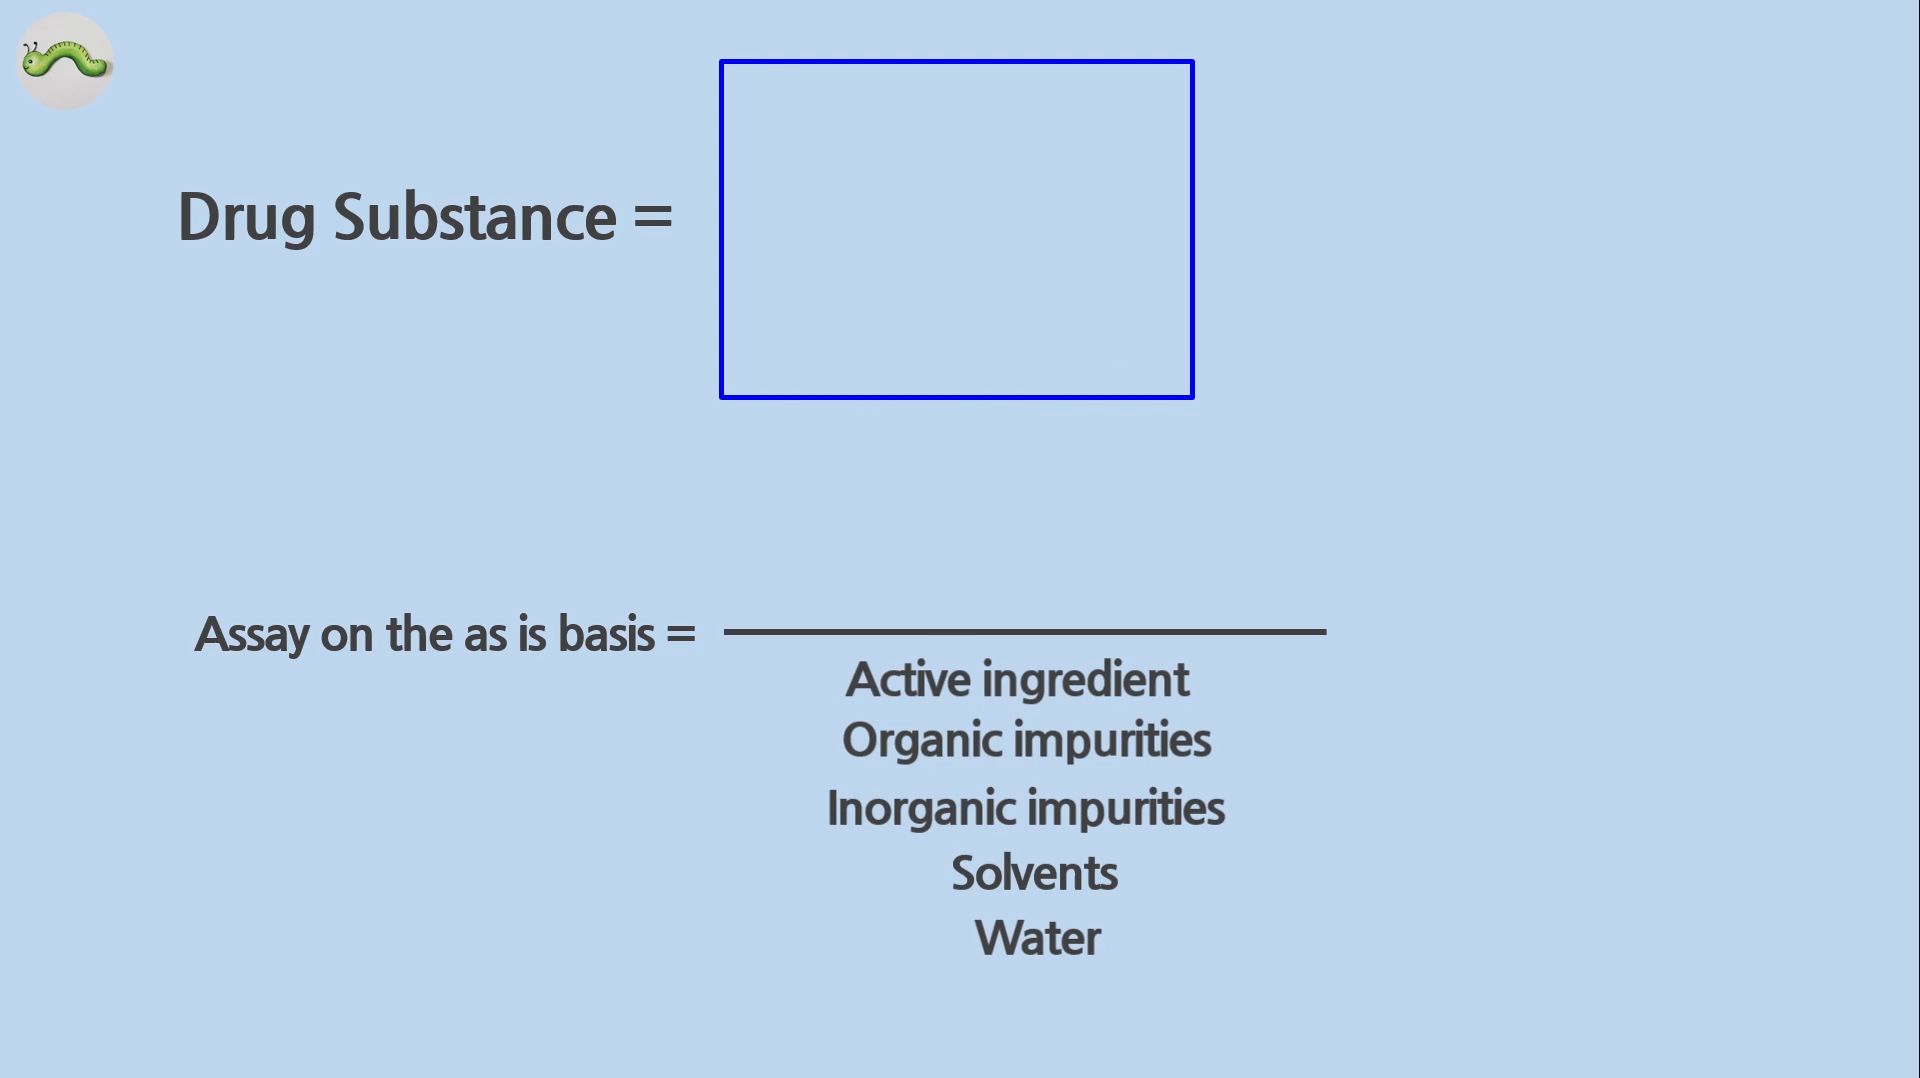 Drug Substance =
Assay on the as is basis =
Active ingredient
Organic impurities
Inorganic impurities
Solvents
Water